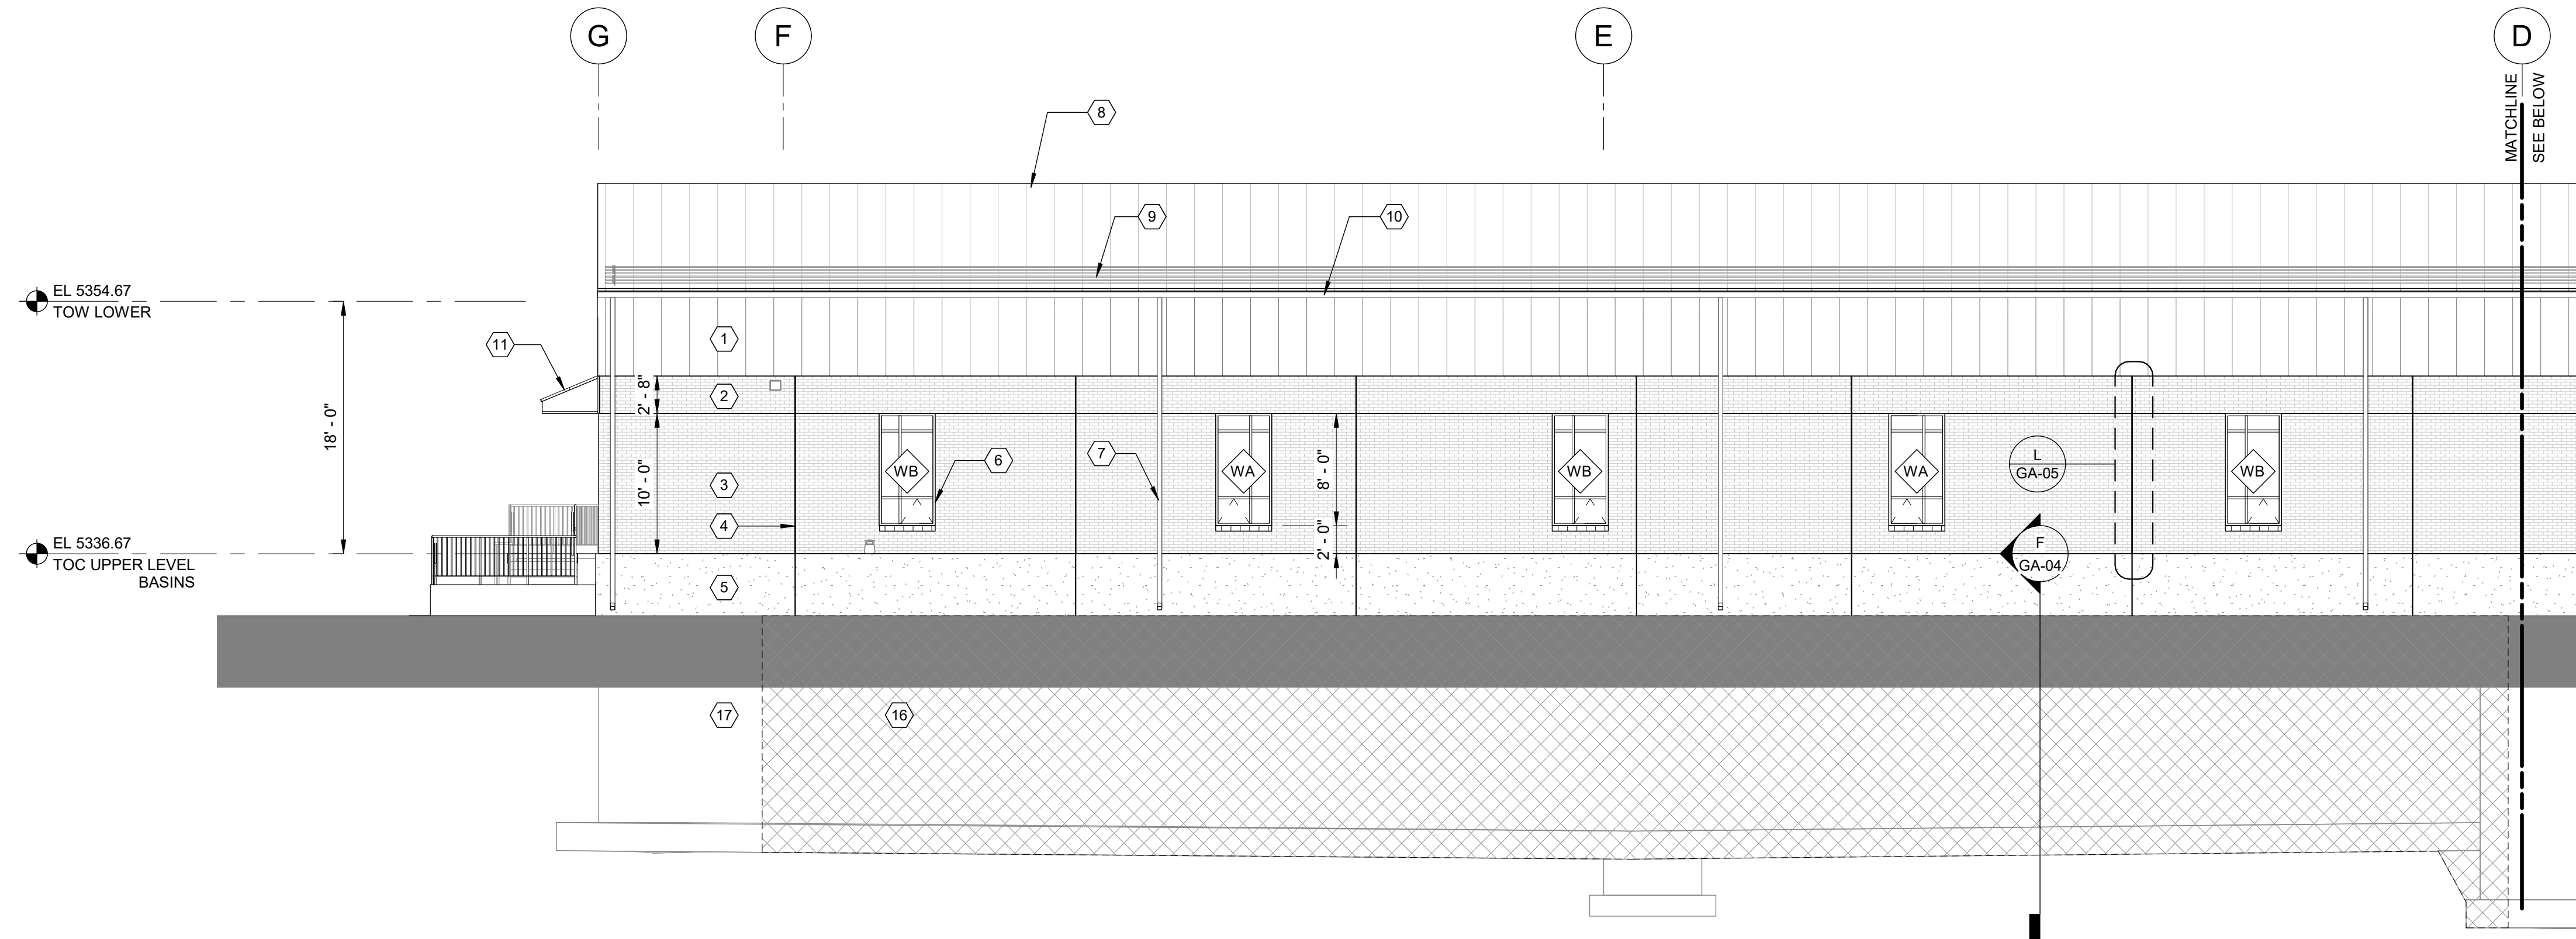 G
F
E
D
MATCHLINE
SEE BELOW
8
9
10
EL 5354.67
TOW LOWER
11
1
18' - 0"
2' - 8"
2
10' - 0"
3
4
WB
6
7
WA
8' - 0"
2' - 0"
WB
WA
L
GA-05
WB
F
GA-04
EL 5336.67
TOC UPPER LEVEL
BASINS
5
17
16